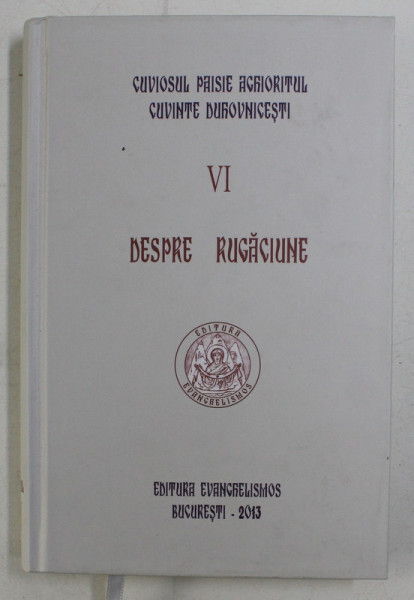 CUVIOSUL PAISIE AGHIORITUL
CUVINTE DUHOVNICEȘTI
VI
DESPRE RUGĂCIUNE
EDITURA
EVANGHELISMOS
EDITURA EVANGHELISMOS
BUCUREȘTI - 2013